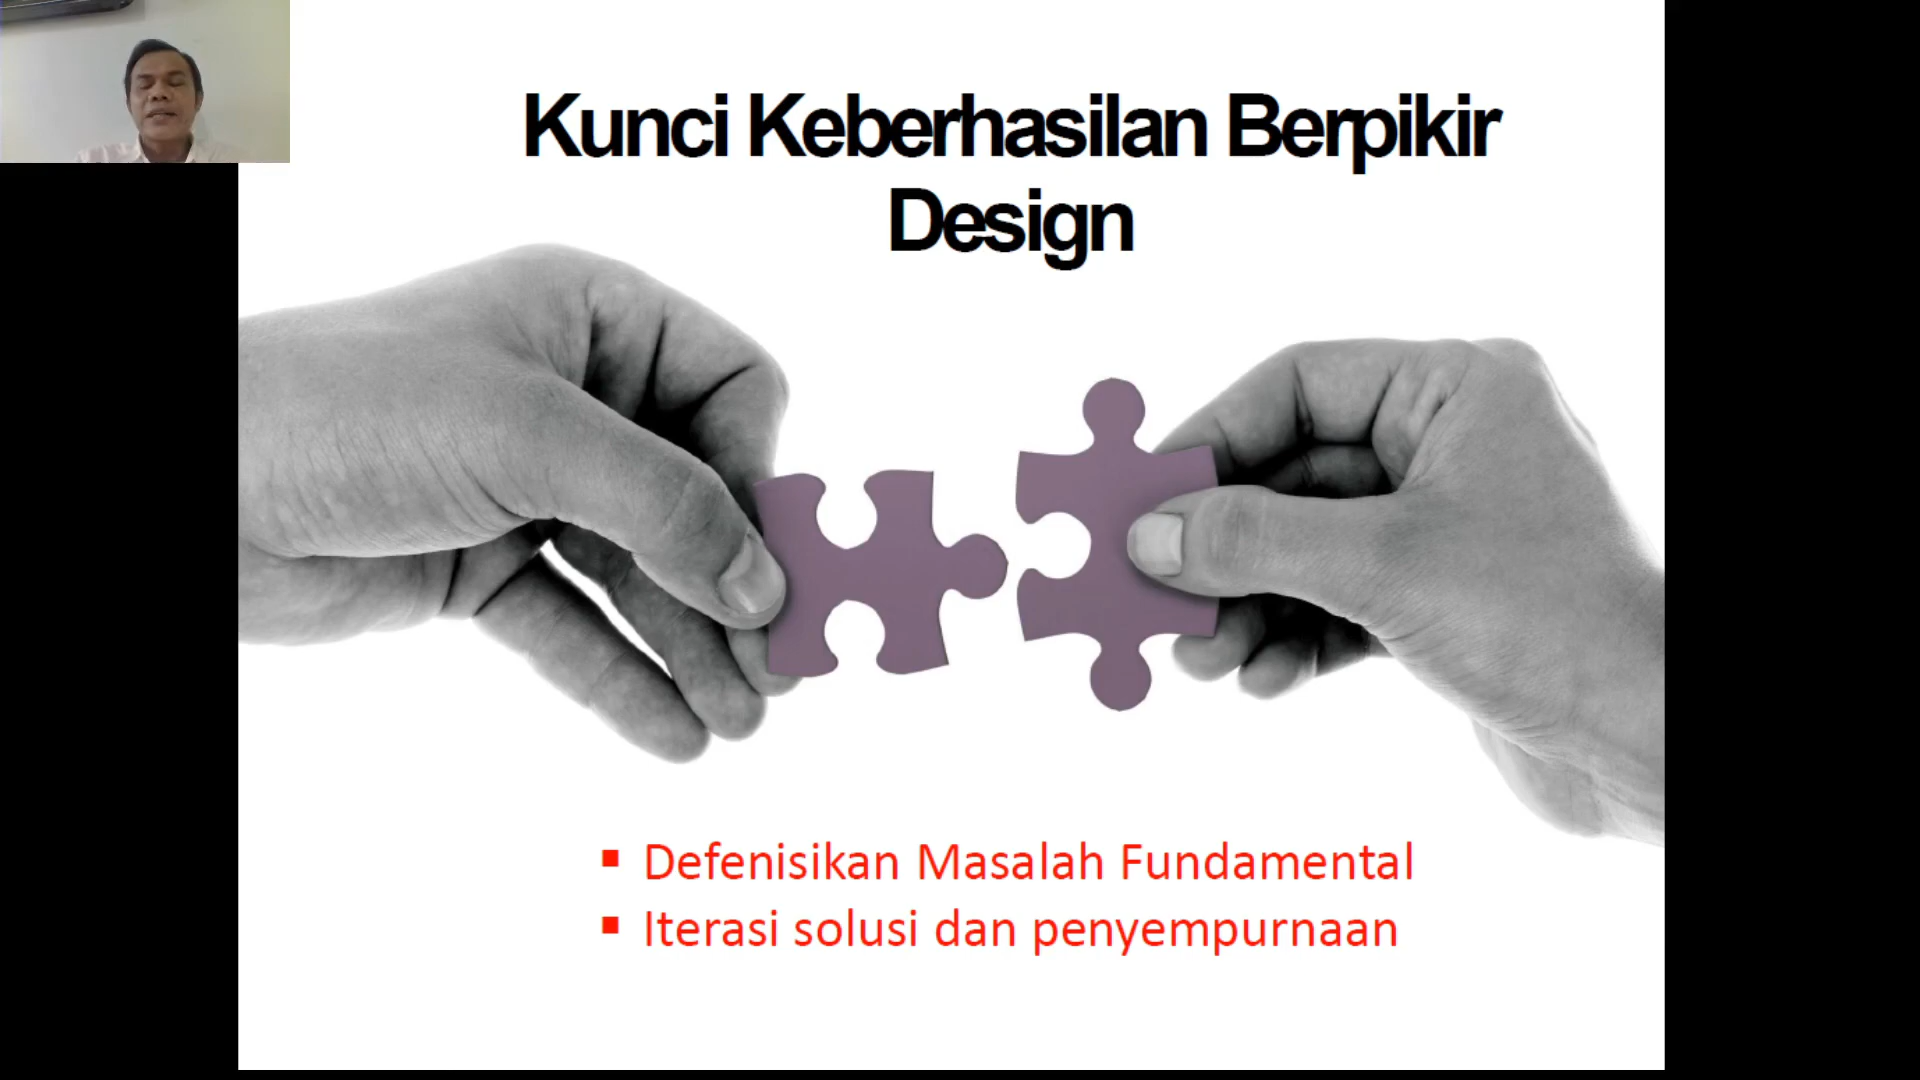 Kunci Keberhasilan Berpikir
Design
▪ Defenisikan Masalah Fundamental
▪ Iterasi solusi dan penyempurnaan